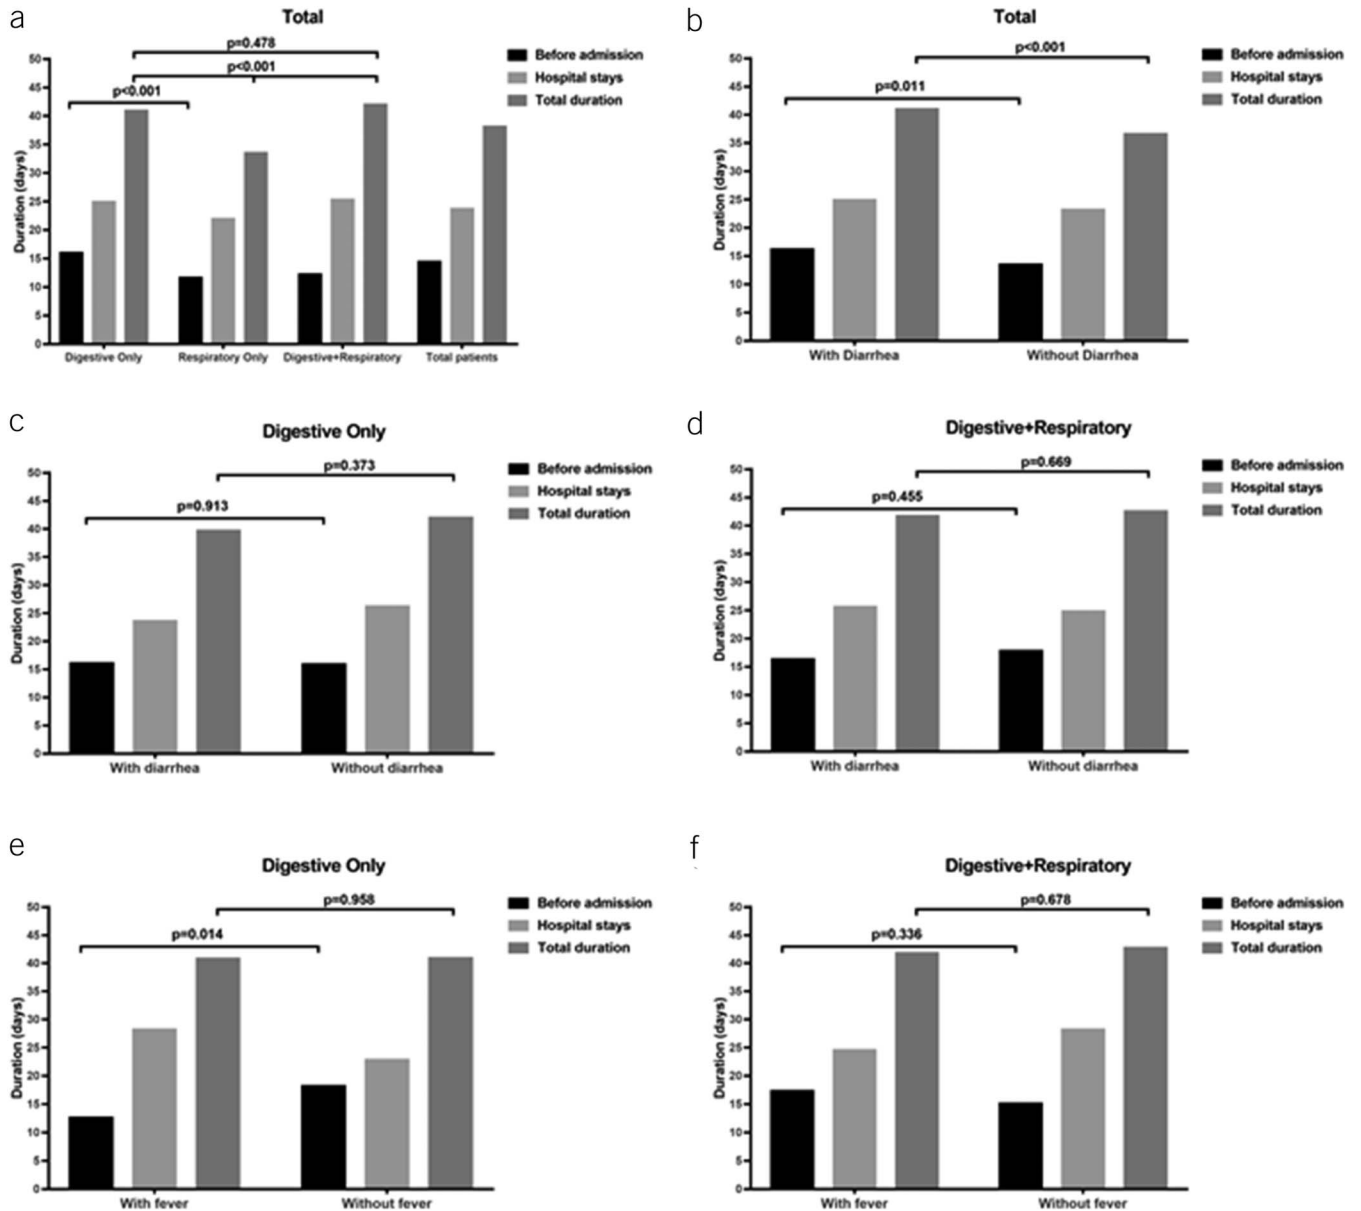 a
Total
p=0.478
p<0.001
p<0.001
Before admission
Hospital stays
Total duration
Duration (days)
50
45
40
35
30
25
20
15
10
5
0
Digestive Only
Respiratory Only
Digestive+Respiratory
Total patients
b
Total
p<0.001
p=0.011
Before admission
Hospital stays
Total duration
Duration (days)
50
45
40
35
30
25
20
15
10
5
0
With Diarrhea
Without Diarrhea
c
Digestive Only
p=0.373
p=0.913
Before admission
Hospital stays
Total duration
Duration (days)
50
45
40
35
30
25
20
15
10
5
0
With diarrhea
Without diarrhea
d
Digestive+Respiratory
p=0.669
p=0.455
Before admission
Hospital stays
Total duration
Duration (days)
50
45
40
35
30
25
20
15
10
5
0
With diarrhea
Without diarrhea
e
Digestive Only
p=0.958
p=0.014
Before admission
Hospital stays
Total duration
Duration (days)
50
45
40
35
30
25
20
15
10
5
0
With fever
Without fever
f
Digestive+Respiratory
p=0.678
p=0.336
Before admission
Hospital stays
Total duration
Duration (days)
50
45
40
35
30
25
20
15
10
5
0
With fever
Without fever